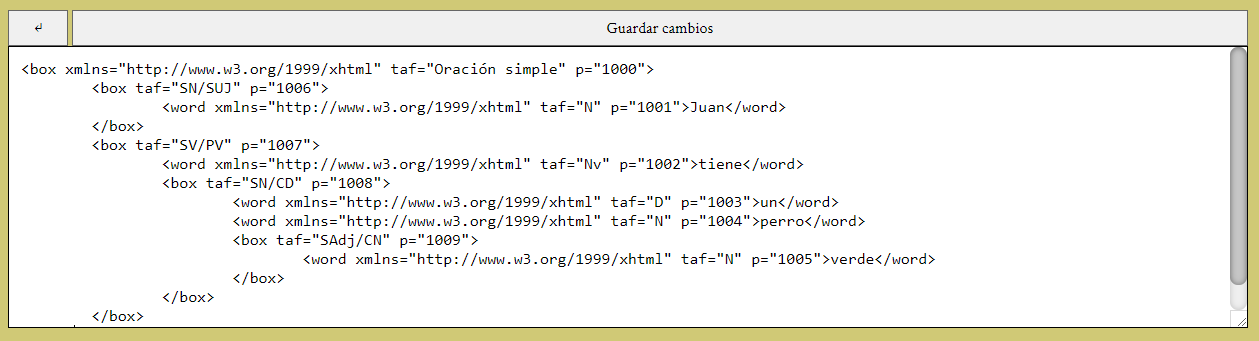 ↵
Guardar cambios
<box xmlns="http://www.w3.org/1999/xhtml" taf="Oración simple" p="1000">
<box taf="SN/SUJ" p="1006">
<word xmlns="http://www.w3.org/1999/xhtml" taf="N" p="1001">Juan</word>
</box>
<box taf="SV/PV" p="1007">
<word xmlns="http://www.w3.org/1999/xhtml" taf="Nv" p="1002">tiene</word>
<box taf="SN/CD" p="1008">
<word xmlns="http://www.w3.org/1999/xhtml" taf="D" p="1003">un</word>
<word xmlns="http://www.w3.org/1999/xhtml" taf="N" p="1004">perro</word>
<box taf="SAdj/CN" p="1009">
<word xmlns="http://www.w3.org/1999/xhtml" taf="N" p="1005">verde</word>
</box>
</box>
</box>